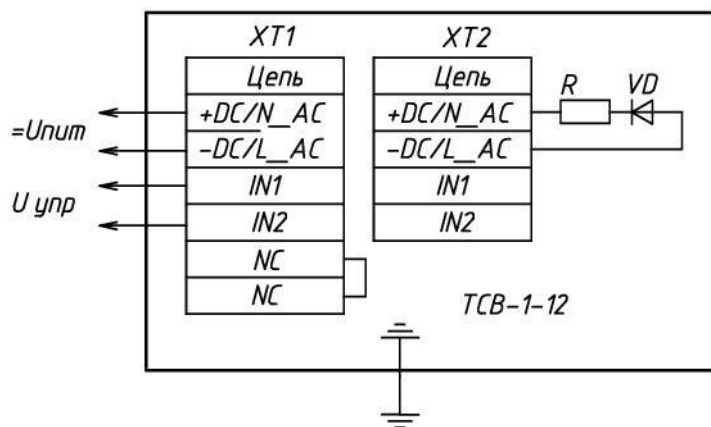 XT1
Цепь
+DC/N_AC
-DC/L_AC
IN1
IN2
NC
NC
=Uпит
U упр
XT2
Цепь
+DC/N_AC
-DC/L_AC
IN1
IN2
R
VD
TCB-1-12